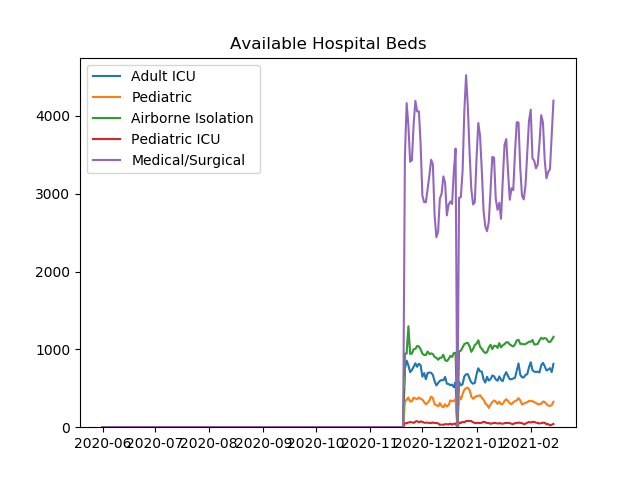 Available Hospital Beds
Adult ICU
Pediatric
Airborne Isolation
Pediatric ICU
Medical/Surgical
4000
3000
2000
1000
0
2020-06 2020-07 2020-08 2020-09 2020-10 2020-11 2020-12 2021-01 2021-02